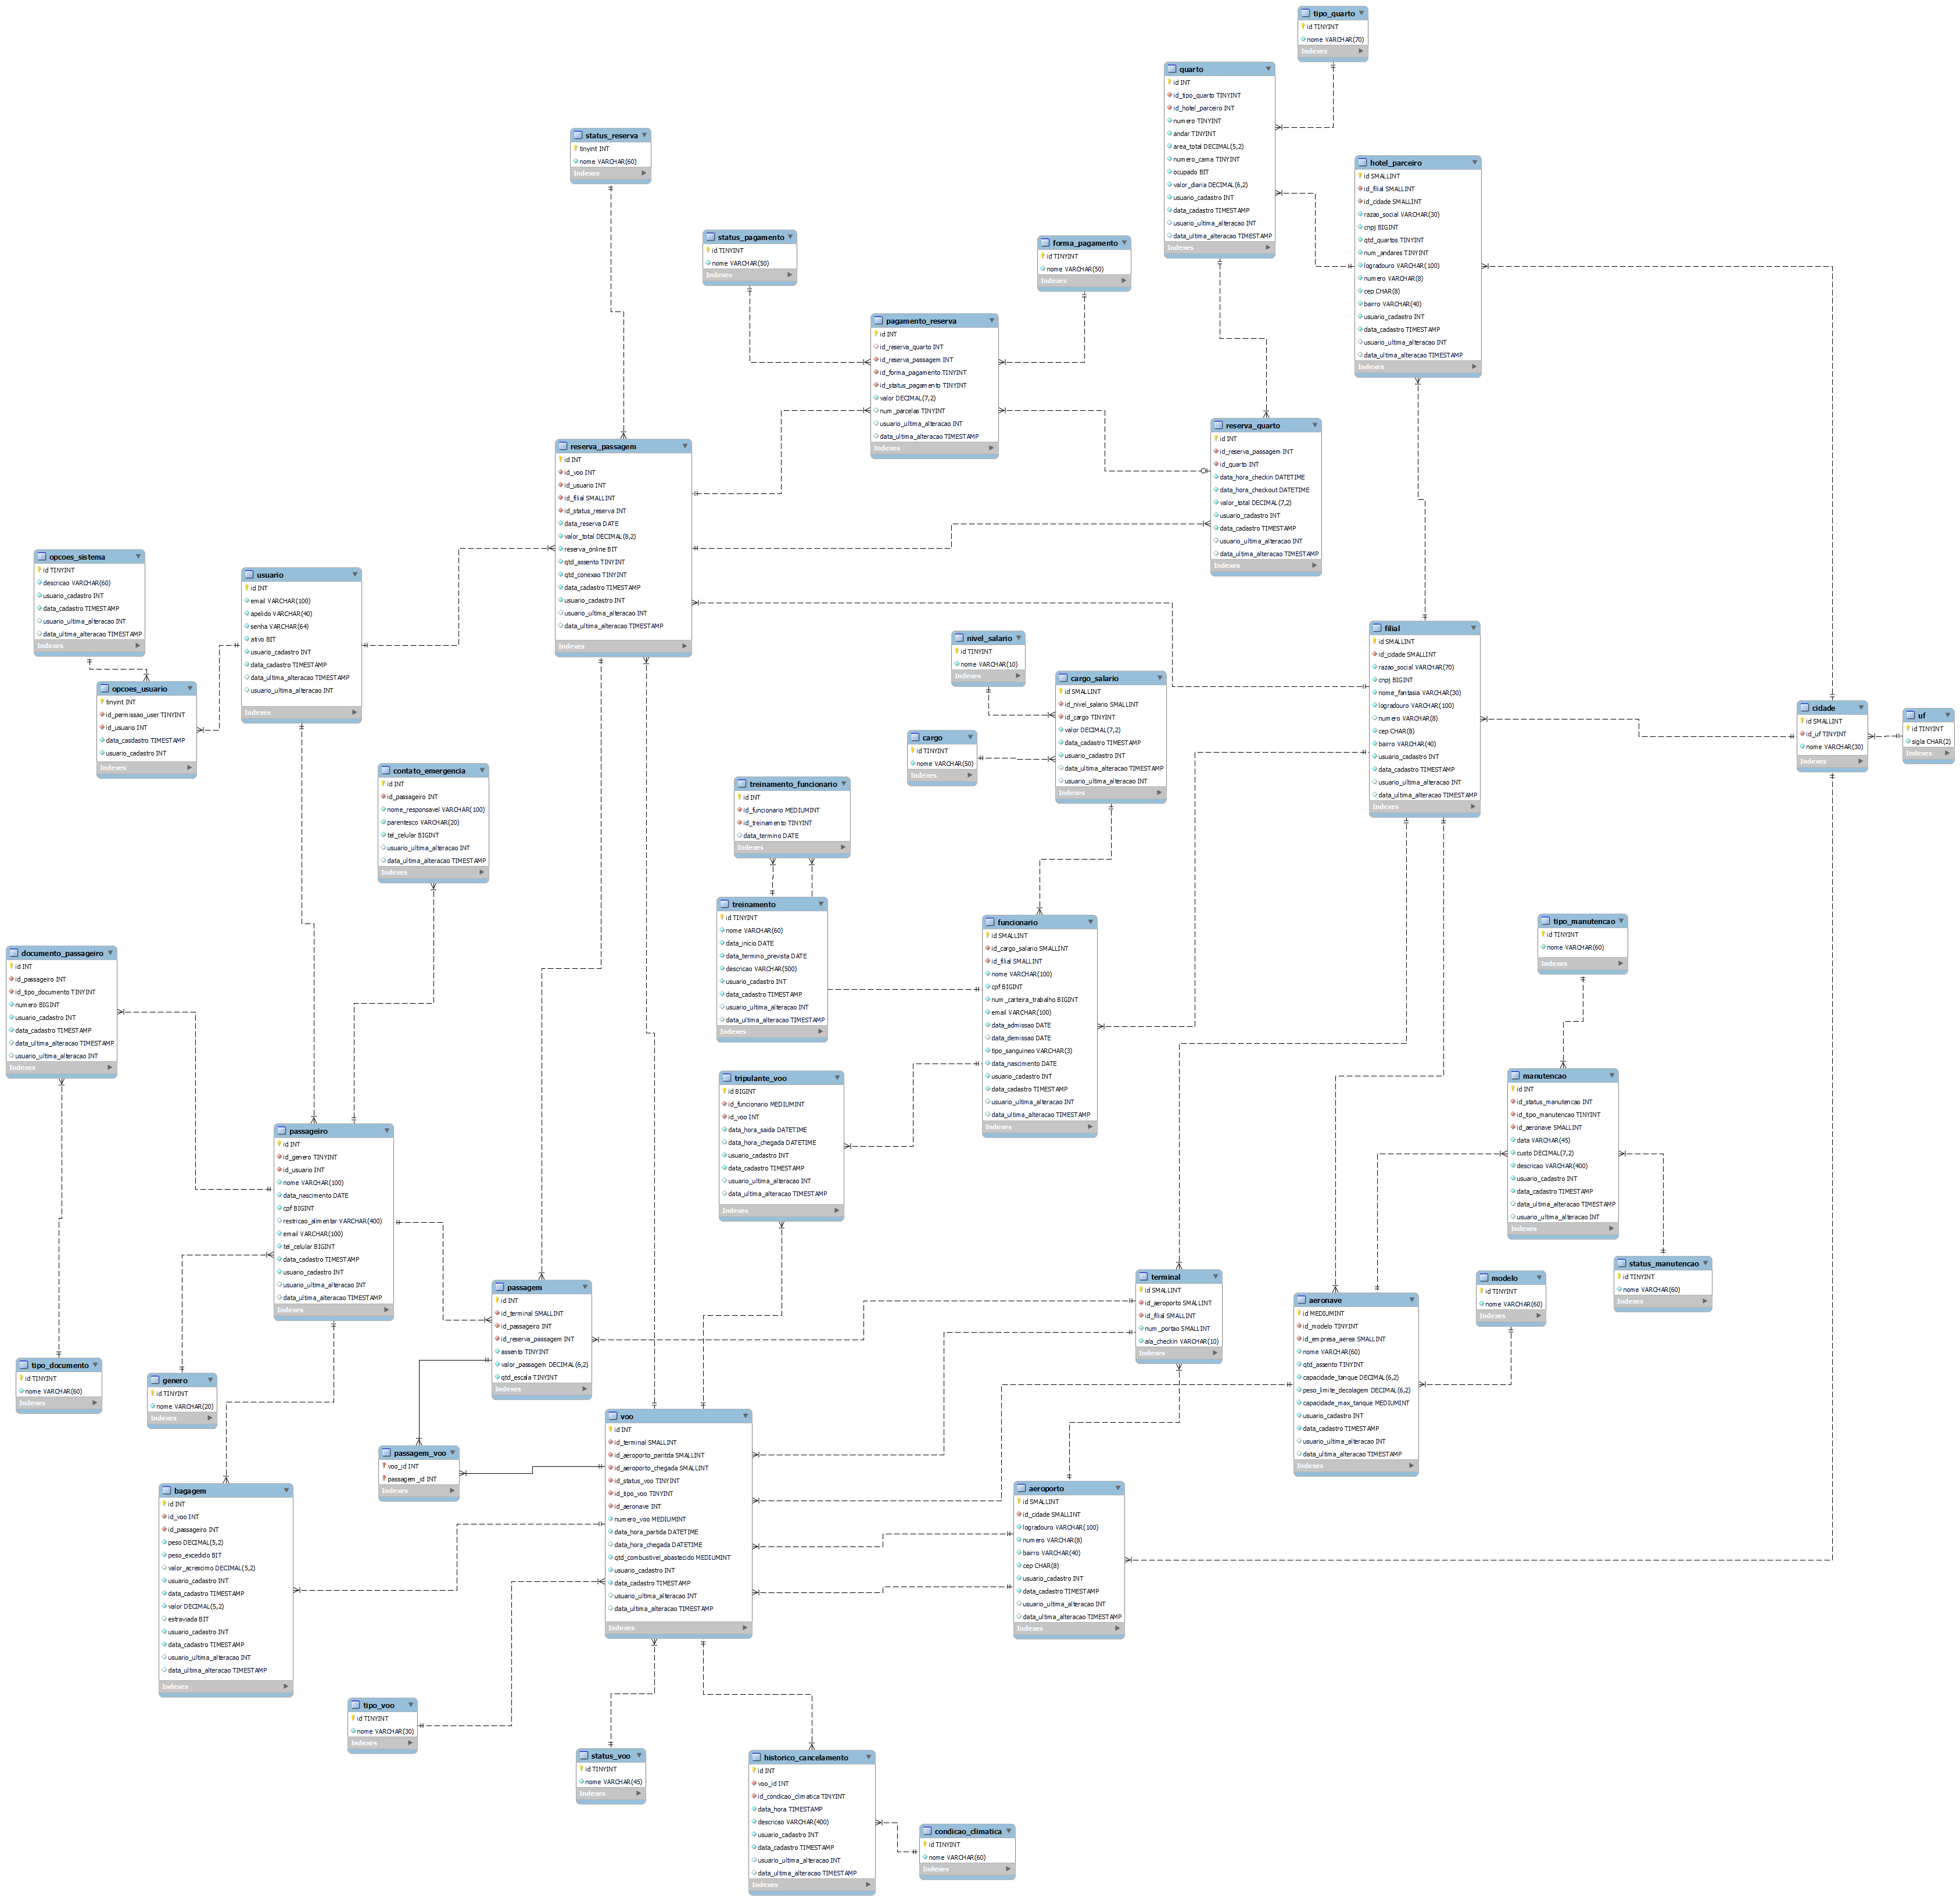 tipo_quarto
id TINYINT
nome VARCHAR(70)
Indexes
quarto
id INT
id_tipo_quarto TINYINT
id_hotel_parceiro INT
numero TINYINT
andar TINYINT
area_total DECIMAL(5,2)
numero_cama TINYINT
ocupado BIT
valor_diaria DECIMAL(6,2)
usuario_cadastro INT
data_cadastro TIMESTAMP
usuario_ultima_alteracao INT
data_ultima_alteracao TIMESTAMP
Indexes
status_reserva
tinyint INT
nome VARCHAR(60)
Indexes
hotel_parceiro
id SMALLINT
id_filial SMALLINT
id_cidade SMALLINT
razao_social VARCHAR(30)
cnpj BIGINT
qtd_quartos TINYINT
num_andares TINYINT
logradouro VARCHAR(100)
numero VARCHAR(8)
cep CHAR(8)
bairro VARCHAR(40)
usuario_cadastro INT
data_cadastro TIMESTAMP
usuario_ultima_alteracao INT
data_ultima_alteracao TIMESTAMP
Indexes
status_pagamento
id TINYINT
nome VARCHAR(50)
Indexes
forma_pagamento
id TINYINT
nome VARCHAR(50)
Indexes
pagamento_reserva
id INT
id_reserva_quarto INT
id_reserva_passagem INT
id_forma_pagamento TINYINT
id_status_pagamento TINYINT
valor DECIMAL(7,2)
num_parcelas TINYINT
usuario_ultima_alteracao INT
data_ultima_alteracao TIMESTAMP
Indexes
reserva_quarto
id INT
id_reserva_passagem INT
id_quarto INT
data_hora_checkin DATETIME
data_hora_checkout DATETIME
valor_total DECIMAL(7,2)
usuario_cadastro INT
data_cadastro TIMESTAMP
usuario_ultima_alteracao INT
data_ultima_alteracao TIMESTAMP
Indexes
reserva_passagem
id INT
id_voo INT
id_usuario INT
id_filial SMALLINT
id_status_reserva INT
data_reserva DATE
valor_total DECIMAL(8,2)
reserva_online BIT
qtd_assento TINYINT
qtd_conexao TINYINT
data_cadastro TIMESTAMP
usuario_cadastro INT
usuario_ultima_alteracao INT
data_ultima_alteracao TIMESTAMP
Indexes
opcoes_sistema
id TINYINT
descricao VARCHAR(60)
usuario_cadastro INT
data_cadastro TIMESTAMP
usuario_ultima_alteracao INT
data_ultima_alteracao TIMESTAMP
Indexes
usuario
id INT
email VARCHAR(100)
apelido VARCHAR(40)
senha VARCHAR(64)
ativo BIT
usuario_cadastro INT
data_cadastro TIMESTAMP
data_ultima_alteracao TIMESTAMP
usuario_ultima_alteracao INT
Indexes
opcoes_usuario
tinyint INT
id_permissao_user TINYINT
id_usuario INT
data_casdastro TIMESTAMP
usuario_cadastro INT
Indexes
nivel_salario
id TINYINT
nome VARCHAR(10)
Indexes
cargo_salario
id SMALLINT
id_nivel_salario SMALLINT
id_cargo TINYINT
valor DECIMAL(7,2)
data_cadastro TIMESTAMP
usuario_cadastro INT
data_ultima_alteracao TIMESTAMP
usuario_ultima_alteracao INT
Indexes
filial
id SMALLINT
id_cidade SMALLINT
razao_social VARCHAR(70)
cnpj BIGINT
nome_fantasia VARCHAR(30)
logradouro VARCHAR(100)
numero VARCHAR(8)
cep CHAR(8)
bairro VARCHAR(40)
usuario_cadastro INT
data_cadastro TIMESTAMP
usuario_ultima_alteracao INT
data_ultima_alteracao TIMESTAMP
Indexes
cidade
id SMALLINT
id_uf TINYINT
nome VARCHAR(30)
Indexes
uf
id TINYINT
sigla CHAR(2)
Indexes
cargo
id TINYINT
nome VARCHAR(50)
Indexes
contato_emergencia
id INT
id_passageiro INT
nome_responsavel VARCHAR(100)
parentesco VARCHAR(20)
tel_celular BIGINT
usuario_ultima_alteração INT
data_ultima_alteracao TIMESTAMP
Indexes
treinamento_funcionario
id INT
id_funcionario MEDIUMINT
id_treinamento TINYINT
data_termino DATE
Indexes
treinamento
id TINYINT
nome VARCHAR(60)
data_inicio DATE
data_termino_prevista DATE
descricao VARCHAR(500)
usuario_cadastro INT
data_cadastro TIMESTAMP
usuario_ultima_alteracao INT
data_ultima_alteracao TIMESTAMP
Indexes
funcionario
id SMALLINT
id_cargo_salario SMALLINT
id_filial SMALLINT
nome VARCHAR(100)
cpf BIGINT
num_carteira_trabalho BIGINT
email VARCHAR(100)
data_admissao DATE
data_demissao DATE
tipo_sanguineo VARCHAR(3)
data_nascimento DATE
usuario_cadastro INT
data_cadastro TIMESTAMP
usuario_ultima_alteracao INT
data_ultima_alteracao TIMESTAMP
Indexes
tipo_manutencao
id TINYINT
nome VARCHAR(60)
Indexes
documento_passageiro
id INT
id_passageiro INT
id_tipo_documento TINYINT
numero BIGINT
usuario_cadastro INT
data_cadastro TIMESTAMP
data_ultima_alteracao TIMESTAMP
usuario_ultima_alteracao INT
Indexes
tripulante_voo
id BIGINT
id_funcionario MEDIUMINT
id_voo INT
data_hora_saida DATETIME
data_hora_chegada DATETIME
usuario_cadastro INT
data_cadastro TIMESTAMP
usuario_ultima_alteracao INT
data_ultima_alteracao TIMESTAMP
Indexes
manutencao
id INT
id_status_manutencao INT
id_tipo_manutencao TINYINT
id_aeronave SMALLINT
data VARCHAR(45)
custo DECIMAL(7,2)
descricao VARCHAR(400)
usuario_cadastro INT
data_cadastro TIMESTAMP
data_ultima_alteracao TIMESTAMP
usuario_ultima_alteracao INT
Indexes
passageiro
id INT
id_genero TINYINT
id_usuario INT
nome VARCHAR(100)
data_nascimento DATE
cpf BIGINT
restricao_alimentar VARCHAR(400)
email VARCHAR(100)
tel_celular BIGINT
data_cadastro TIMESTAMP
usuario_cadastro INT
usuario_ultima_alteração INT
data_ultima_alteracao TIMESTAMP
Indexes
status_manutencao
id TINYINT
nome VARCHAR(60)
Indexes
modelo
id TINYINT
nome VARCHAR(60)
Indexes
terminal
id SMALLINT
id_aeroporto SMALLINT
id_filial SMALLINT
num_portao SMALLINT
ala_checkin VARCHAR(10)
Indexes
passagem
id INT
id_terminal SMALLINT
id_passageiro INT
id_reserva_passagem INT
assento TINYINT
valor_passagem DECIMAL(6,2)
qtd_escala TINYINT
Indexes
aeronave
id MEDIUMINT
id_modelo TINYINT
id_empresa_aerea SMALLINT
nome VARCHAR(60)
qtd_assento TINYINT
capacidade_tanque DECIMAL(6,2)
peso_limite_decolagem DECIMAL(6,2)
capacidade_max_tanque MEDIUMINT
usuario_cadastro INT
data_cadastro TIMESTAMP
usuario_ultima_alteracao INT
data_ultima_alteracao TIMESTAMP
Indexes
tipo_documento
id TINYINT
nome VARCHAR(60)
Indexes
genero
id TINYINT
nome VARCHAR(20)
Indexes
voo
id INT
id_terminal SMALLINT
id_aeroporto_paritda SMALLINT
id_aeroporto_chegada SMALLINT
id_status_voo TINYINT
id_tipo_voo TINYINT
id_aeronave INT
numero_voo MEDIUMINT
data_hora_partida DATETIME
data_hora_chegada DATETIME
qtd_combustivel_abastecido MEDIUMINT
usuario_cadastro INT
data_cadastro TIMESTAMP
usuario_ultima_alteracao INT
data_ultima_alteracao TIMESTAMP
Indexes
passagem_voo
voo_id INT
passagem_id INT
Indexes
bagagem
id INT
id_voo INT
id_passageiro INT
peso DECIMAL(5,2)
peso_excedido BIT
valor_acrescimo DECIMAL(5,2)
usuario_cadastro INT
data_cadastro TIMESTAMP
valor DECIMAL(5,2)
estraviada BIT
usuario_cadastro INT
data_cadastro TIMESTAMP
usuario_ultima_alteracao INT
data_ultima_alteracao TIMESTAMP
Indexes
aeroporto
id SMALLINT
id_cidade SMALLINT
logradouro VARCHAR(100)
numero VARCHAR(8)
bairro VARCHAR(40)
cep CHAR(8)
usuario_cadastro INT
data_cadastro TIMESTAMP
usuario_ultima_alteracao INT
data_ultima_alteracao TIMESTAMP
Indexes
tipo_voo
id TINYINT
nome VARCHAR(30)
Indexes
status_voo
id TINYINT
nome VARCHAR(45)
Indexes
historico_cancelamento
id INT
voo_id INT
id_condicao_climatica TINYINT
data_hora TIMESTAMP
descricao VARCHAR(400)
usuario_cadastro INT
data_cadastro TIMESTAMP
usuario_ultima_alteracao INT
data_ultima_alteracao TIMESTAMP
Indexes
condicao_climatica
id TINYINT
nome VARCHAR(60)
Indexes